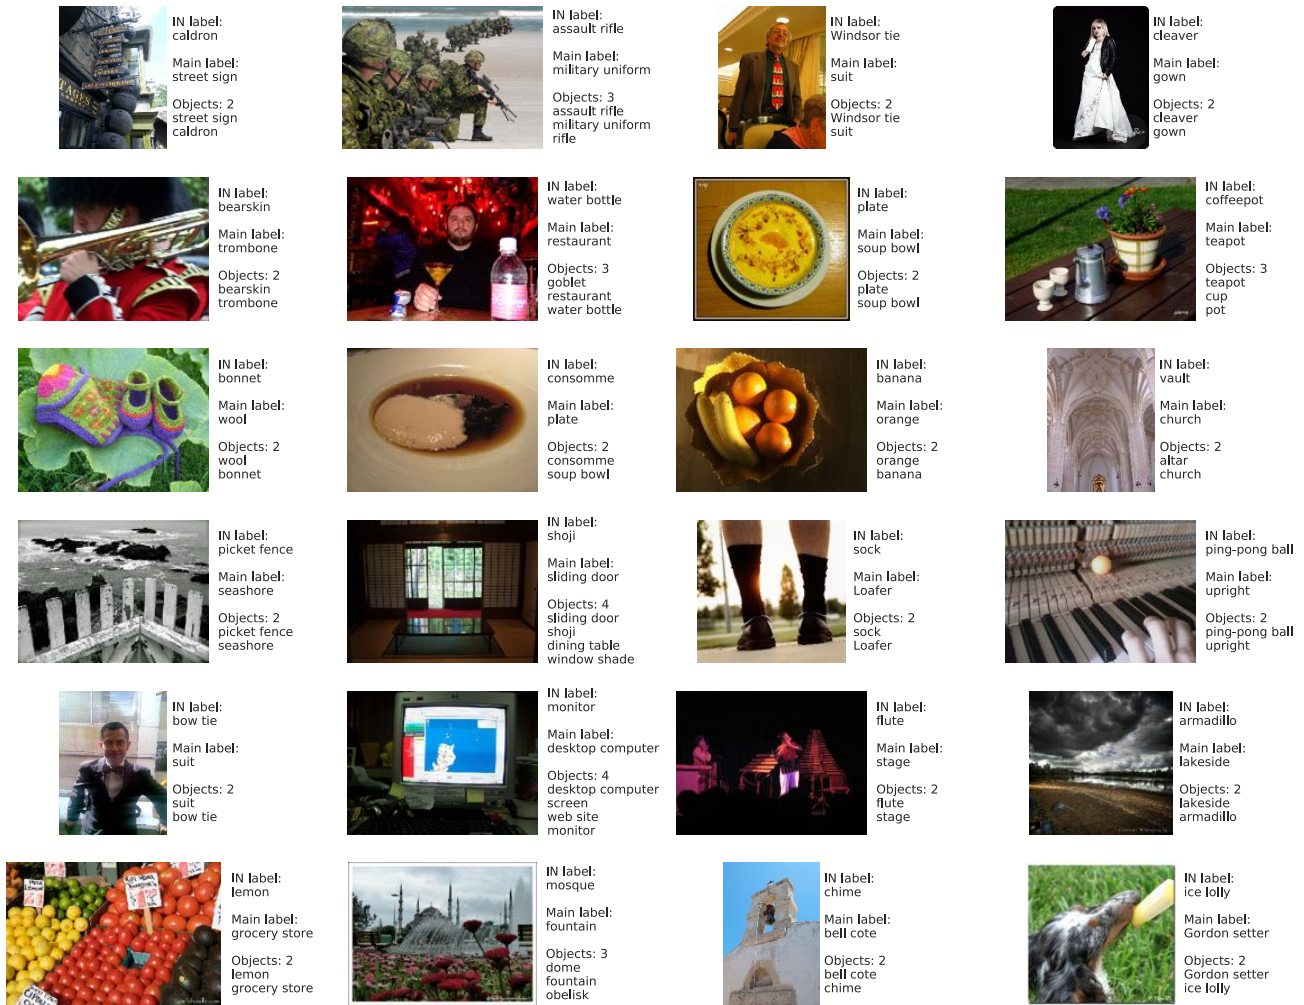 IN label:
caldron
Main label:
street sign
Objects: 2
street sign
caldron
IN label:
assault rifle
Main label:
military uniform
Objects: 3
assault rifle
military uniform
rifle
IN label:
Windsor tie
Main label:
suit
Objects: 2
Windsor tie
suit
IN label:
cleaver
Main label:
gown
Objects: 2
cleaver
gown
IN label:
bearskin
Main label:
trombone
Objects: 2
bearskin
trombone
IN label:
water bottle
Main label:
restaurant
Objects: 3
goblet
restaurant
water bottle
IN label:
plate
Main label:
soup bowl
Objects: 2
plate
soup bowl
IN label:
coffeepot
Main label:
teapot
Objects: 3
teapot
cup
pot
IN label:
bonnet
Main label:
wool
Objects: 2
wool
bonnet
IN label:
consomme
Main label:
plate
Objects: 2
consomme
soup bowl
IN label:
banana
Main label:
orange
Objects: 2
orange
banana
IN label:
vault
Main label:
church
Objects: 2
altar
church
IN label:
picket fence
Main label:
seashore
Objects: 2
picket fence
seashore
IN label:
shoji
Main label:
sliding door
Objects: 4
sliding door
shoji
dining table
window shade
IN label:
sock
Main label:
Loafer
Objects: 2
sock
Loafer
IN label:
ping-pong ball
Main label:
upright
Objects: 2
ping-pong ball
upright
IN label:
bow tie
Main label:
suit
Objects: 2
suit
bow tie
IN label:
monitor
Main label:
desktop computer
Objects: 4
desktop computer
screen
web site
monitor
IN label:
flute
Main label:
stage
Objects: 2
flute
stage
IN label:
armadillo
Main label:
lakeside
Objects: 2
lakeside
armadillo
IN label:
lemon
Main label:
grocery store
Objects: 2
lemon
grocery store
IN label:
mosque
Main label:
fountain
Objects: 3
dome
fountain
obelisk
IN label:
chime
Main label:
bell cote
Objects: 2
bell cote
chime
IN label:
ice lolly
Main label:
Gordon setter
Objects: 2
Gordon setter
ice lolly